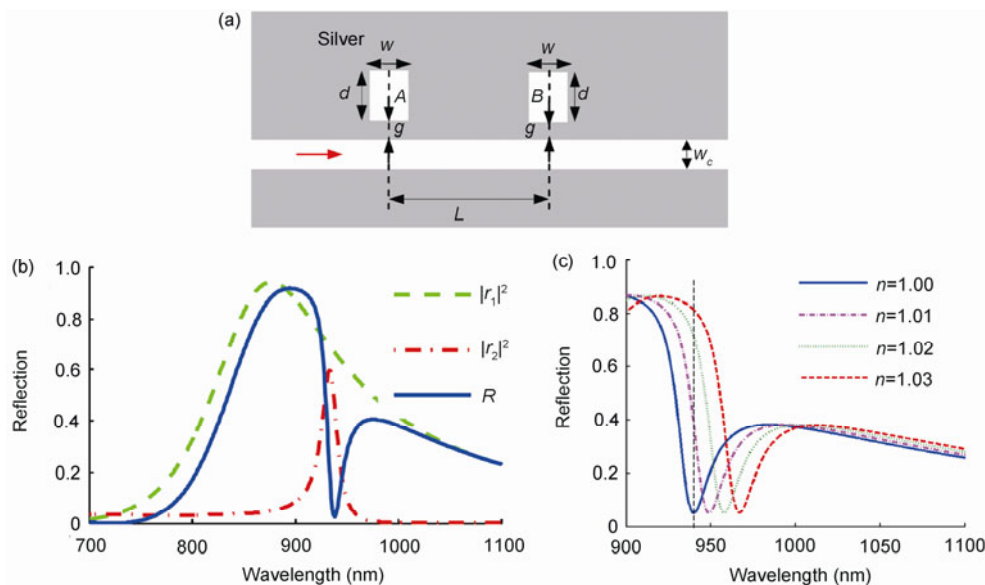 (a)
Silver
w
w
d
A
B
d
g
g
w_c
L
(b)
1.0
0.8
0.6
0.4
0.2
0
Reflection
|r₁|²
|r₂|²
R
700
800
900
1000
1100
Wavelength (nm)
(c)
1.0
0.8
0.6
0.4
0.2
0
Reflection
n=1.00
n=1.01
n=1.02
n=1.03
900
950
1000
1050
1100
Wavelength (nm)